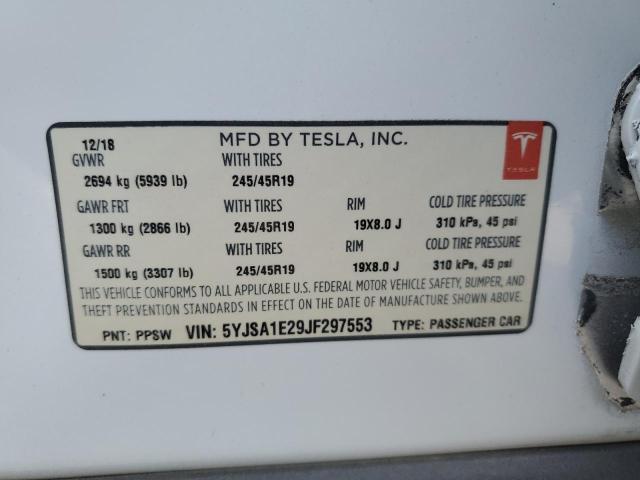 12/18 MFD BY TESLA, INC.
GVWR WITH TIRES
2694 kg (5939 lb) 245/45R19
TESLA
GAWR FRT WITH TIRES RIM COLD TIRE PRESSURE
1300 kg (2866 lb) 245/45R19 19X8.0 J 310 kPs, 45 psi
GAWR RR WITH TIRES RIM COLD TIRE PRESSURE
1500 kg (3307 lb) 245/45R19 19X8.0 J 310 kPs, 45 psi
THIS VEHICLE CONFORMS TO ALL APPLICABLE U.S. FEDERAL MOTOR VEHICLE SAFETY, BUMPER, AND
THEFT PREVENTION STANDARDS IN EFFECT ON THE DATE OF MANUFACTURE SHOWN ABOVE.
PNT: PPSW VIN: 5YJSA1E29JF297553 TYPE: PASSENGER CAR